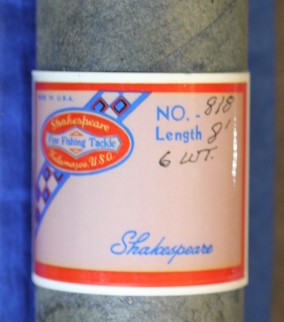 MADE IN U.S.A.
Shakespeare
Fine Fishing Tackle
Kalamazoo, U.S.A.
NO. - 818
Length 8'
6 WT.
Shakespeare